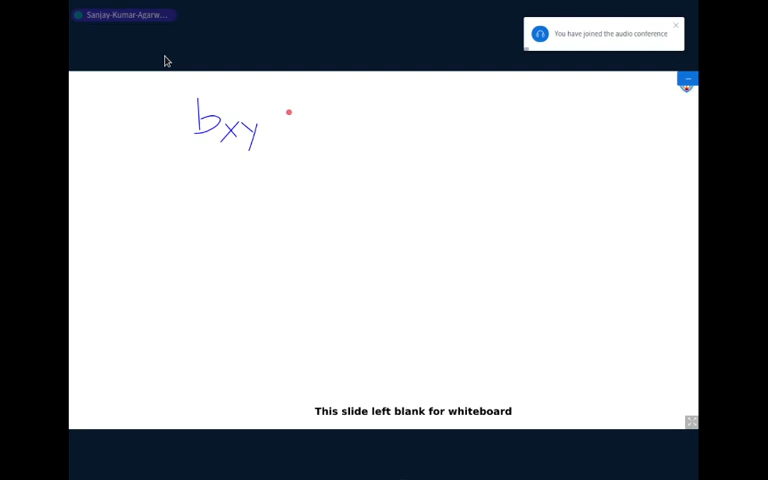 Sanjay-Kumar-Agarw...
You have joined the audio conference
bxy
This slide left blank for whiteboard